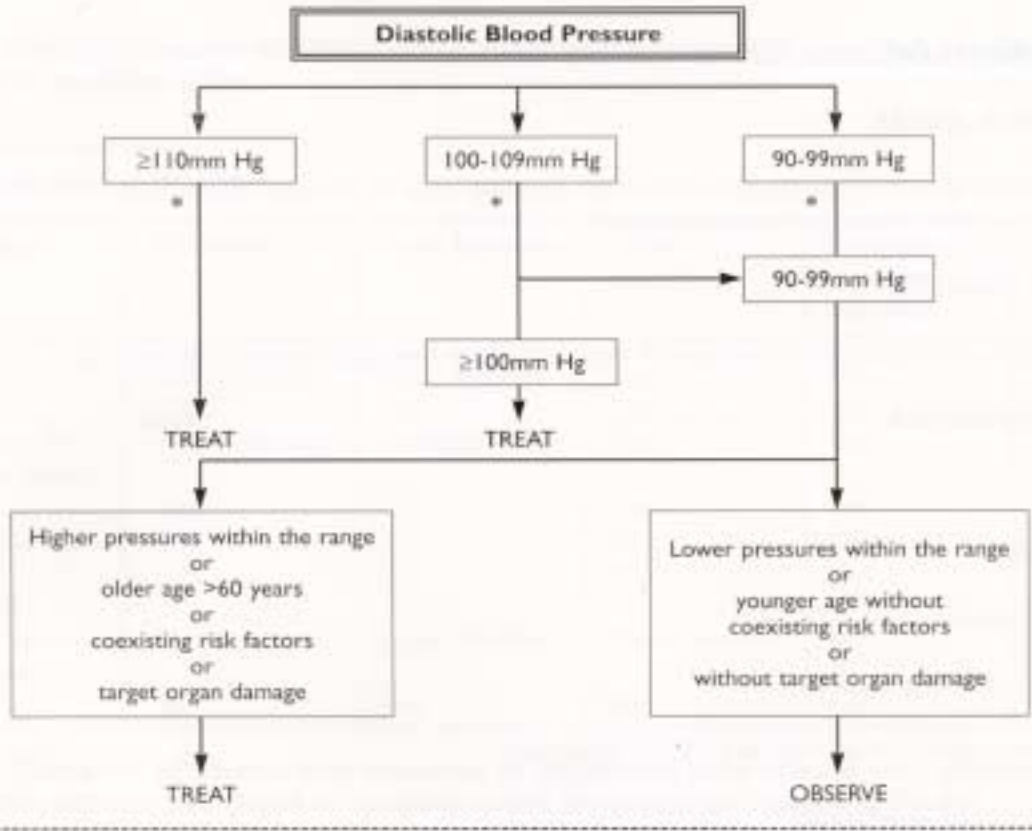 Diastolic Blood Pressure
≥110mm Hg
100-109mm Hg
90-99mm Hg
*
*
*
90-99mm Hg
≥100mm Hg
TREAT
TREAT
Higher pressures within the range
or
older age >60 years
or
coexisting risk factors
or
target organ damage
Lower pressures within the range
or
younger age without
coexisting risk factors
or
without target organ damage
TREAT
OBSERVE